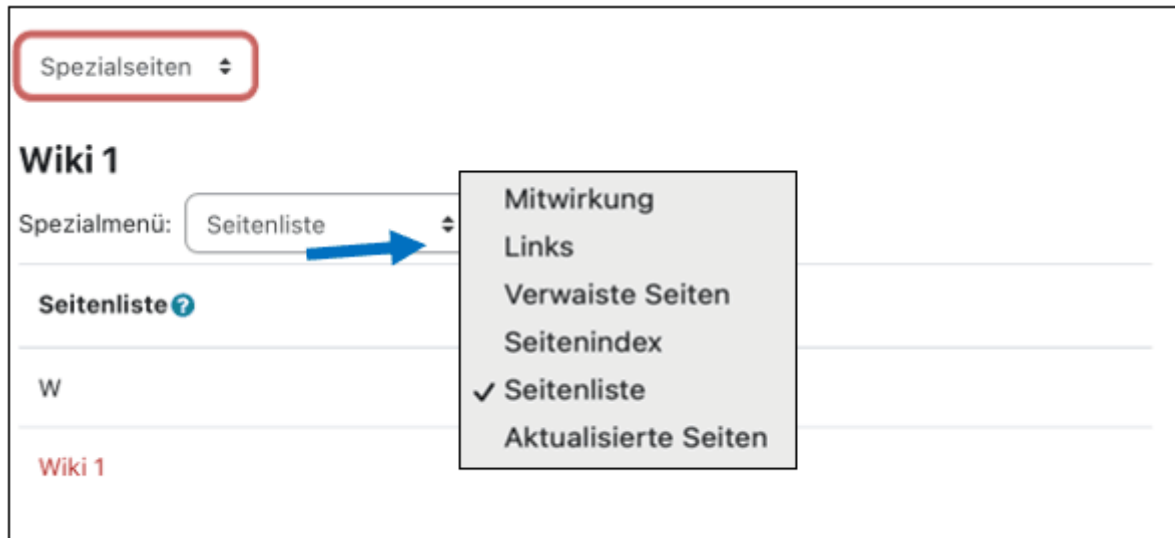 Spezialseiten
Wiki 1
Spezialmenü: Seitenliste
Mitwirkung
Links
Verwaiste Seiten
Seitenindex
Seitenliste
Aktualisierte Seiten
Seitenliste
W
Wiki 1